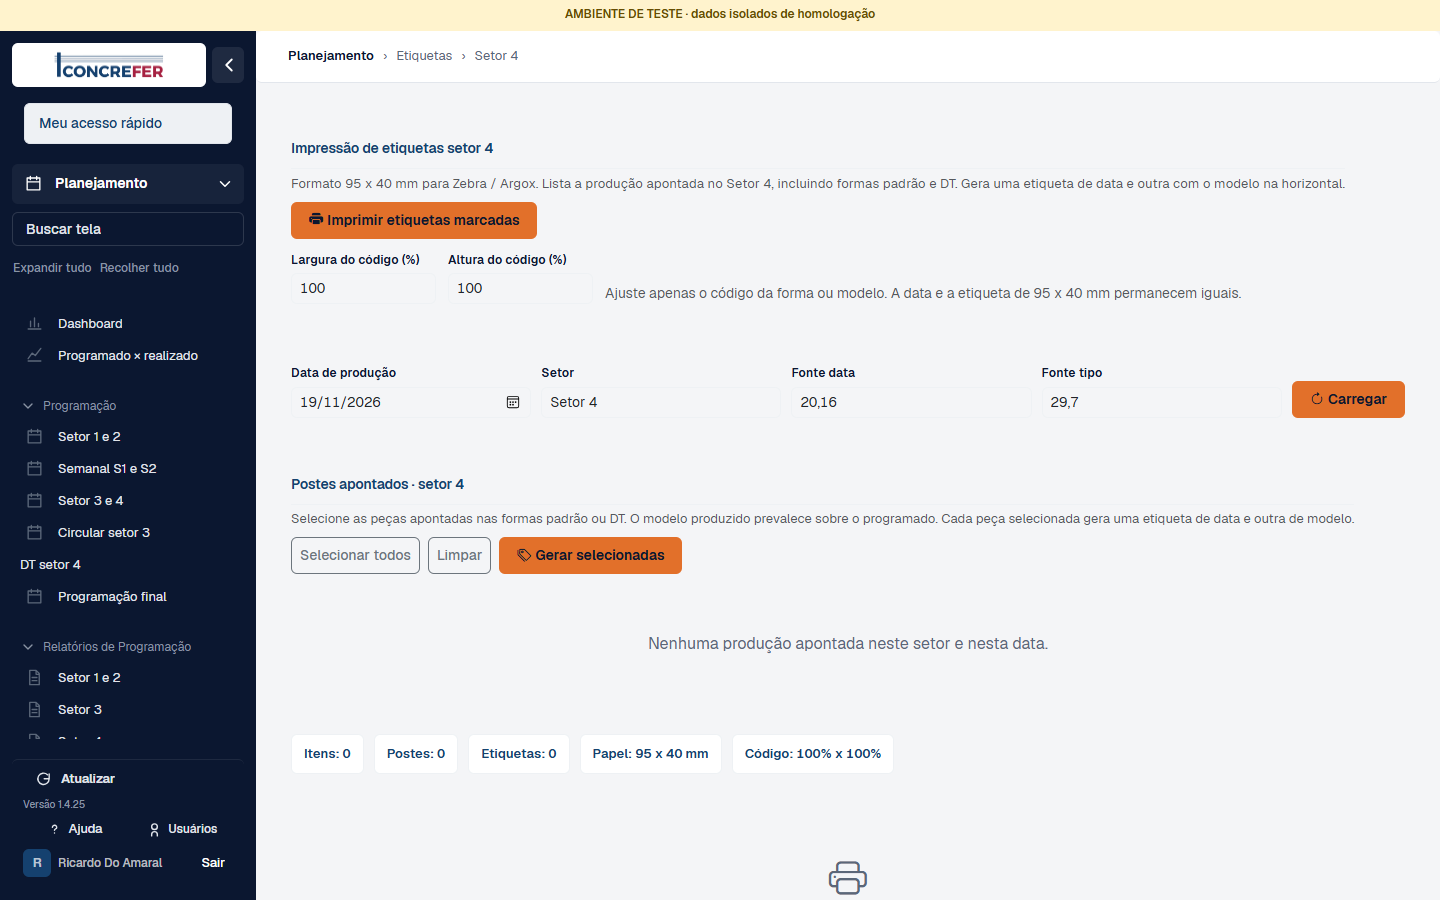 AMBIENTE DE TESTE · dados isolados de homologação
CONCREFER
Meu acesso rápido
Planejamento
Buscar tela
Expandir tudo Recolher tudo
Dashboard
Programado × realizado
Programação
Setor 1 e 2
Semanal S1 e S2
Setor 3 e 4
Circular setor 3
DT setor 4
Programação final
Relatórios de Programação
Setor 1 e 2
Setor 3
Atualizar
Versão 1.4.25
? Ajuda
Usuários
R Ricardo Do Amaral
Sair
Planejamento › Etiquetas › Setor 4
Impressão de etiquetas setor 4
Formato 95 x 40 mm para Zebra / Argox. Lista a produção apontada no Setor 4, incluindo formas padrão e DT. Gera uma etiqueta de data e outra com o modelo na horizontal.
Imprimir etiquetas marcadas
Largura do código (%) Altura do código (%)
100 100 Ajuste apenas o código da forma ou modelo. A data e a etiqueta de 95 x 40 mm permanecem iguais.
Data de produção Setor Fonte data Fonte tipo
19/11/2026 Setor 4 20,16 29,7 Carregar
Postes apontados · setor 4
Selecione as peças apontadas nas formas padrão ou DT. O modelo produzido prevalece sobre o programado. Cada peça selecionada gera uma etiqueta de data e outra de modelo.
Selecionar todos Limpar Gerar selecionadas
Nenhuma produção apontada neste setor e nesta data.
Itens: 0 Postes: 0 Etiquetas: 0 Papel: 95 x 40 mm Código: 100% x 100%